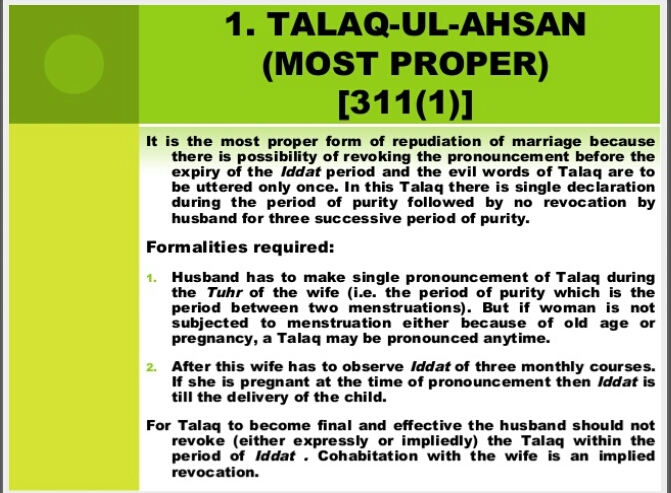 1. TALAQ-UL-AHSAN
(MOST PROPER)
[311(1)]
It is the most proper form of repudiation of marriage because
there is possibility of revoking the pronouncement before the
expiry of the Iddat period and the evil words of Talaq are to
be uttered only once. In this Talaq there is single declaration
during the period of purity followed by no revocation by
husband for three successive period of purity.
Formalities required:
1. Husband has to make single pronouncement of Talaq during
the Tuhr of the wife (i.e. the period of purity which is the
period between two menstruations). But if woman is not
subjected to menstruation either because of old age or
pregnancy, a Talaq may be pronounced anytime.
2. After this wife has to observe Iddat of three monthly courses.
If she is pregnant at the time of pronouncement then Iddat is
till the delivery of the child.
For Talaq to become final and effective the husband should not
revoke (either expressly or impliedly) the Talaq within the
period of Iddat . Cohabitation with the wife is an implied
revocation.